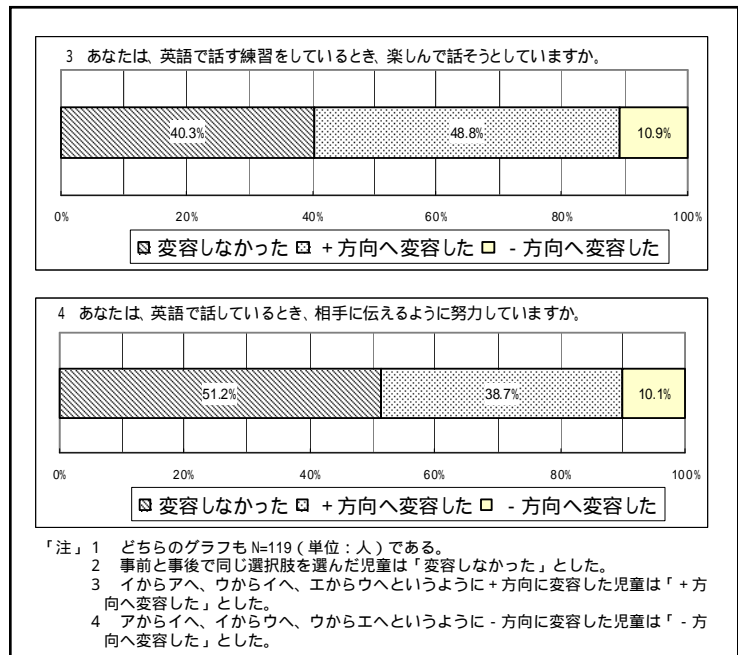 3 あなたは、英語で話す練習をしているとき、楽しんで話そうとしていますか。
40.3% 48.8% 10.9%
0% 20% 40% 60% 80% 100%
変容しなかった +方向へ変容した -方向へ変容した
4 あなたは、英語で話しているとき、相手に伝えるように努力していますか。
51.2% 38.7% 10.1%
0% 20% 40% 60% 80% 100%
変容しなかった +方向へ変容した -方向へ変容した
「注」1 どちらのグラフもN=119(単位:人)である。
2 事前と事後で同じ選択肢を選んだ児童は「変容しなかった」とした。
3 イからアへ、ウからイへ、エからウへというように+方向に変容した児童は「+方
向へ変容した」とした。
4 アからイへ、イからウへ、ウからエへというように-方向に変容した児童は「-方
向へ変容した」とした。